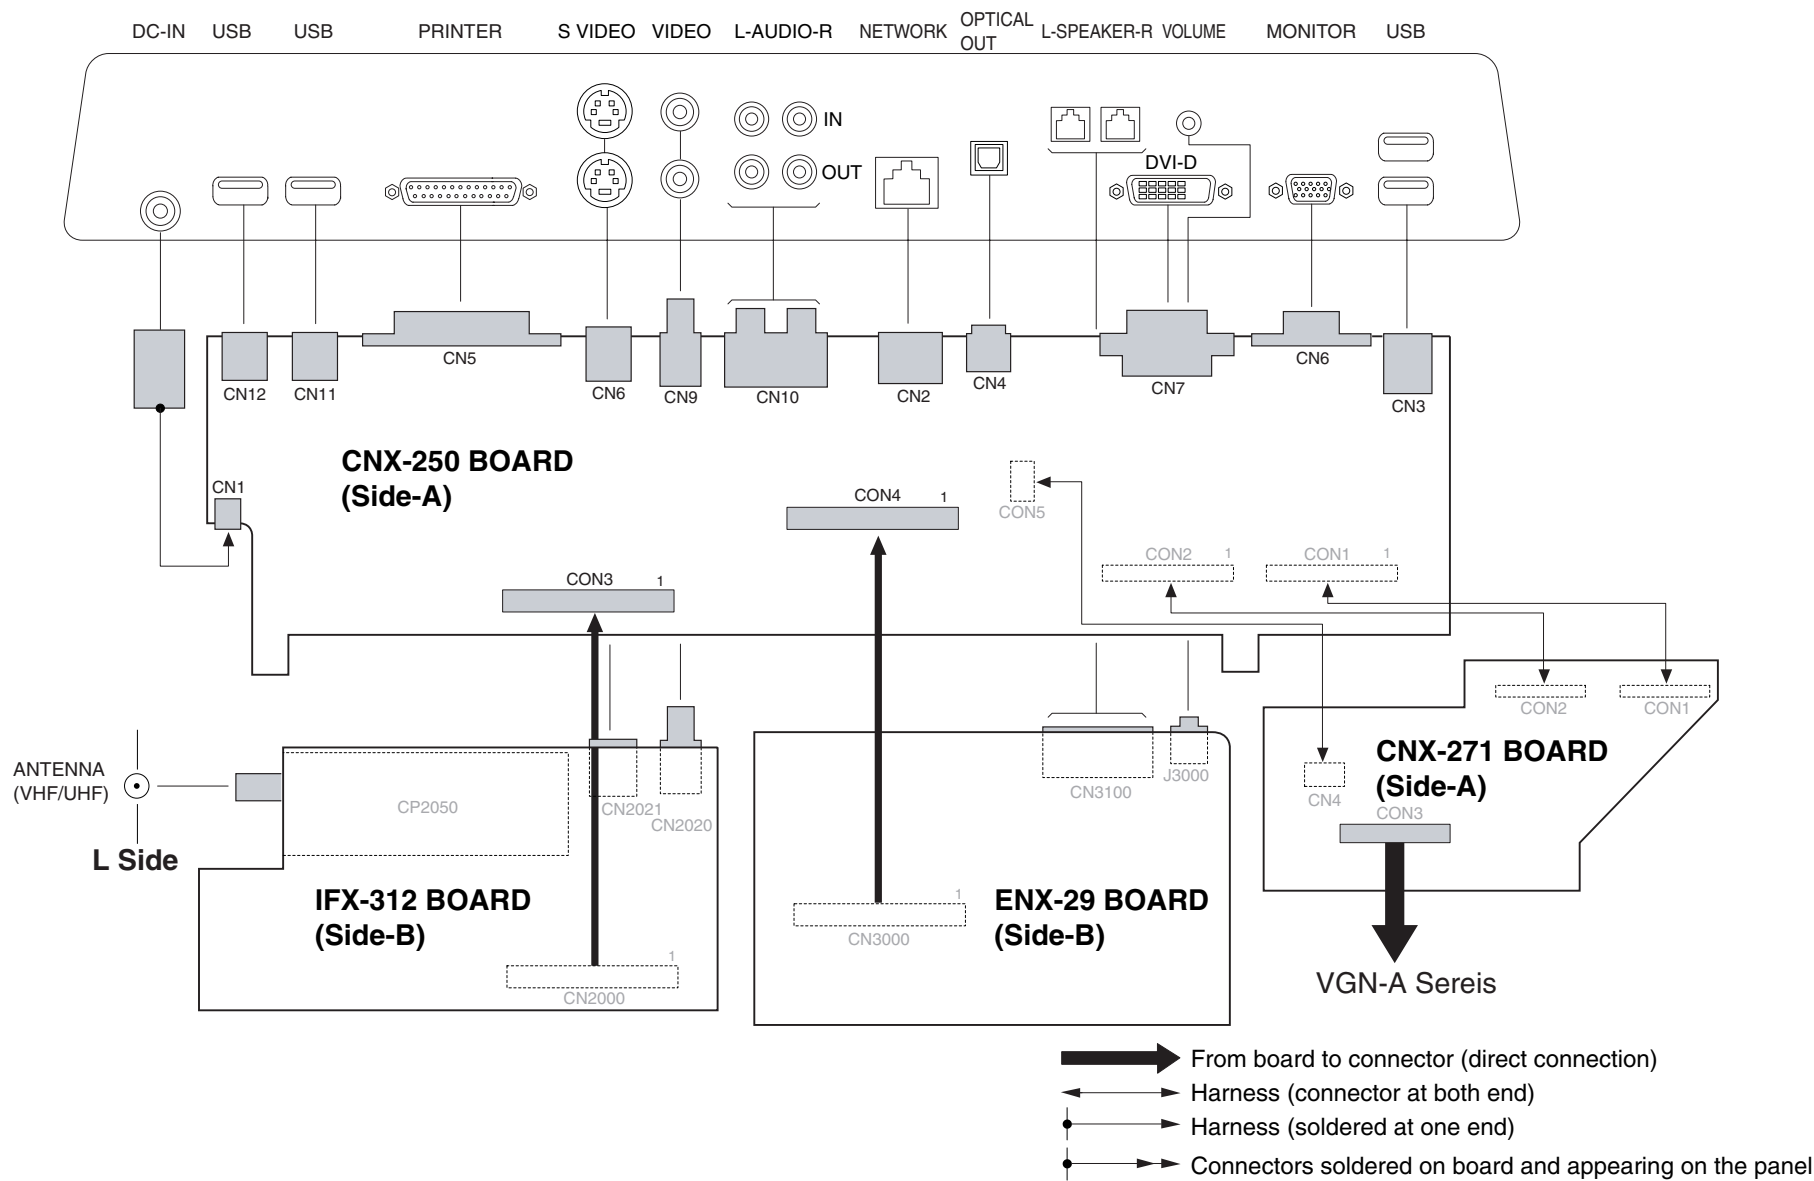 DC-IN
USB
USB
PRINTER
S VIDEO
VIDEO
L-AUDIO-R
NETWORK
OPTICAL
OUT
L-SPEAKER-R
VOLUME
MONITOR
USB
IN
OUT
DVI-D
CN12
CN11
CN5
CN6
CN9
CN10
CN2
CN4
CN7
CN6
CN3
CNX-250 BOARD
(Side-A)
CN1
CON4
1
CON5
CON2
1
CON1
1
CON3
1
ANTENNA
(VHF/UHF)
L Side
CP2050
CN2021
CN2020
IFX-312 BOARD
(Side-B)
1
CN2000
CN3100
J3000
1
CN3000
ENX-29 BOARD
(Side-B)
CON2
CON1
CNX-271 BOARD
(Side-A)
CN4
CON3
VGN-A Sereis
From board to connector (direct connection)
Harness (connector at both end)
Harness (soldered at one end)
Connectors soldered on board and appearing on the panel